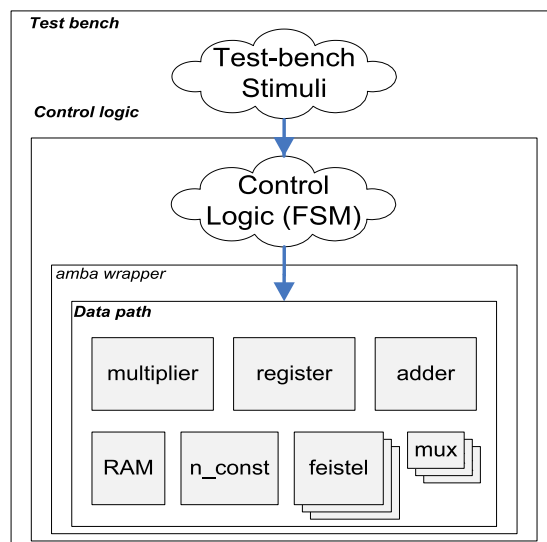 Test bench
Test-bench
Stimuli
Control logic
Control
Logic (FSM)
amba wrapper
Data path
multiplier
register
adder
RAM
n_const
feistel
mux